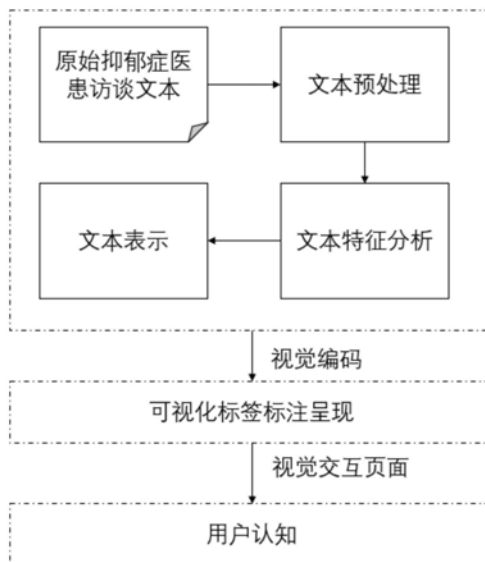 原始抑郁症医
患访谈文本
文本预处理
文本表示
文本特征分析
视觉编码
可视化标签标注呈现
视觉交互页面
用户认知